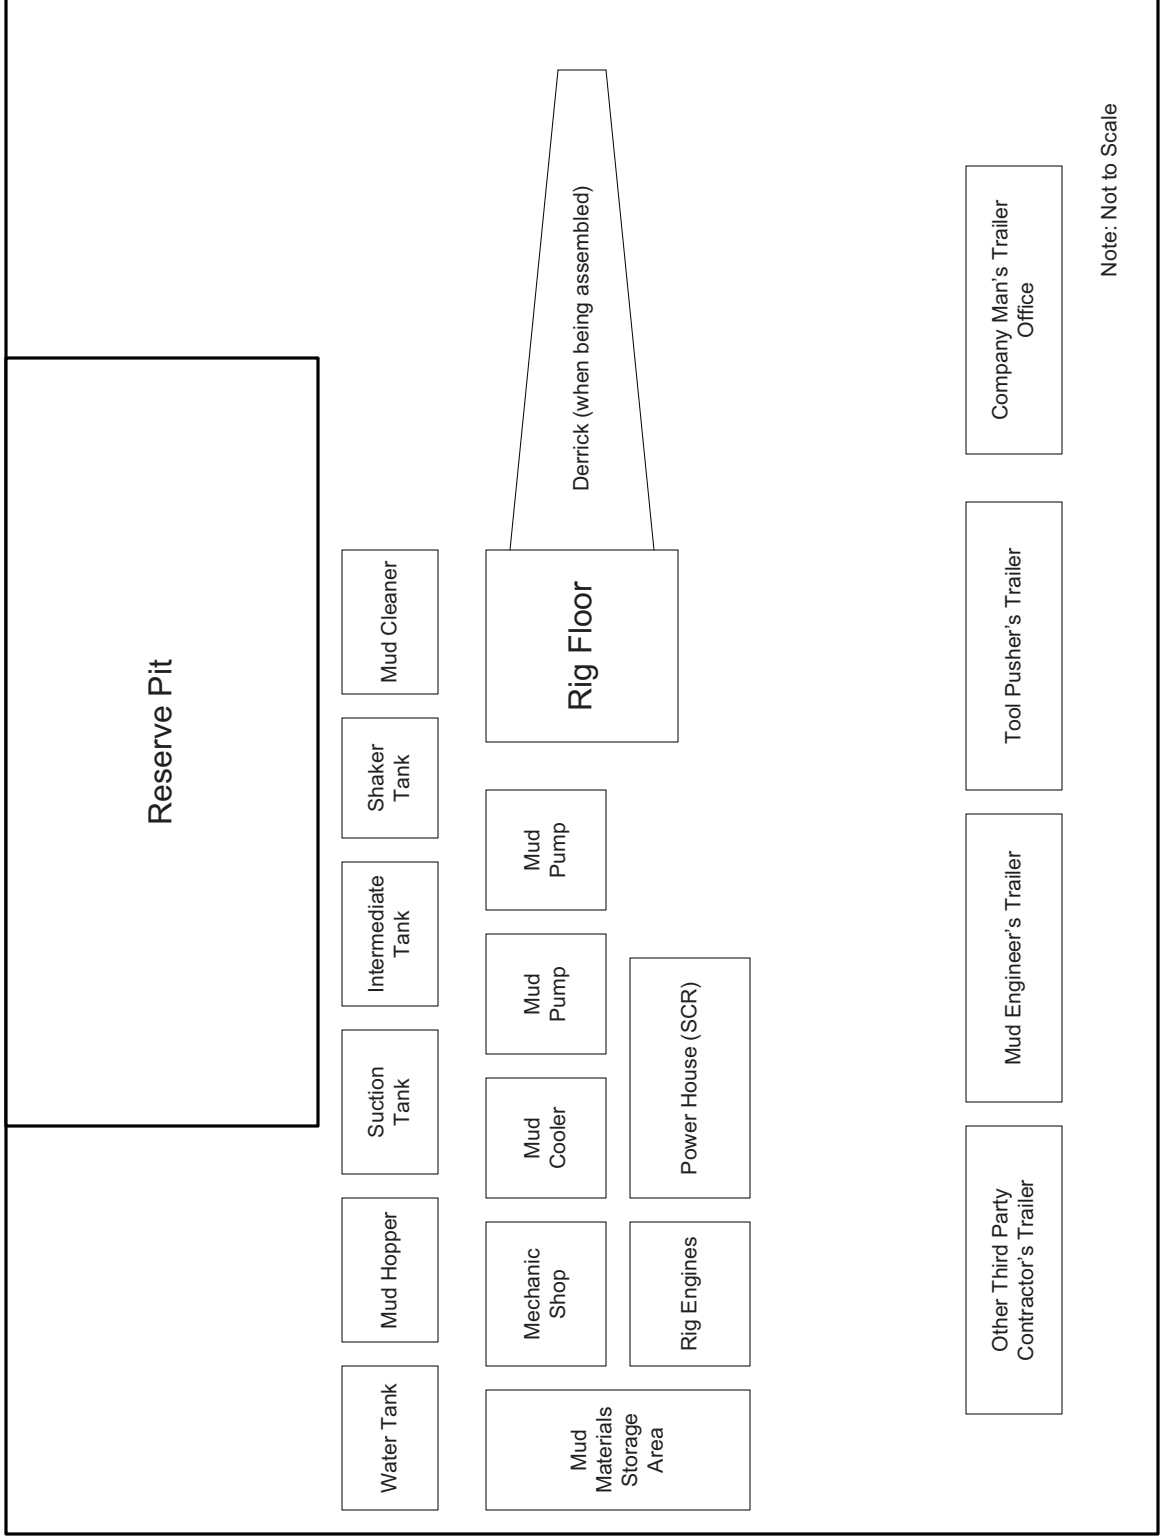 Reserve Pit
Water Tank
Mud Hopper
Suction
Tank
Intermediate
Tank
Shaker
Tank
Mud Cleaner
Mud
Materials
Storage
Area
Mechanic
Shop
Mud
Cooler
Mud
Pump
Mud
Pump
Rig Floor
Derrick (when being assembled)
Rig Engines
Power House (SCR)
Other Third Party
Contractor's Trailer
Mud Engineer's Trailer
Tool Pusher's Trailer
Company Man's Trailer
Office
Note: Not to Scale